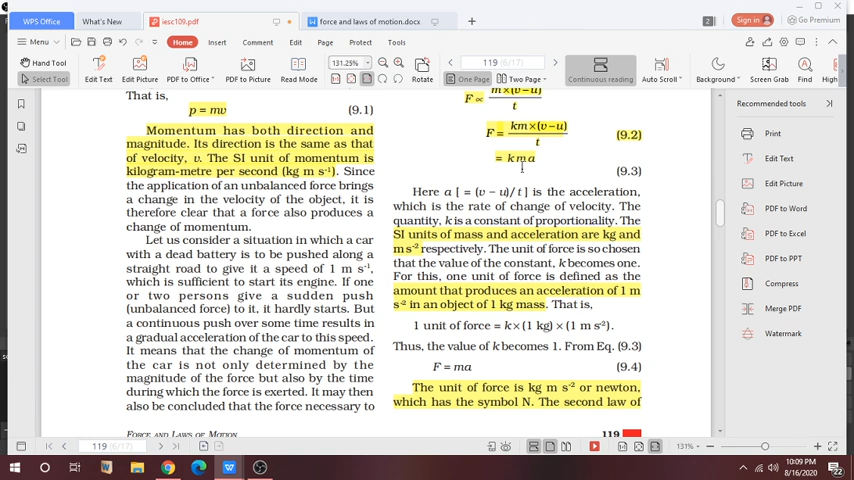 WPS Office
What's New
iesc109.pdf
force and laws of motion.docx
+
2
Sign in
Go Premium
Menu
Home
Insert
Comment
Edit
Pages
Protect
Tools
Hand Tool
Select Tool
Edit Text
Edit Picture
PDF to Office
PDF to Picture
Read Mode
131.25%
Rotate
119 (6/17)
One Page
Two Page
Continuous reading
Auto Scroll
Background
Screen Grab
Find
High
Recommended tools
Print
Edit Text
PDF to Word
PDF to Excel
PDF to PPT
Compress
Merge PDF
Watermark
That is,
p = mv (9.1)
Momentum has both direction and
magnitude. Its direction is the same as that
of velocity, v. The SI unit of momentum is
kilogram-metre per second (kg m s⁻¹). Since
the application of an unbalanced force brings
a change in the velocity of the object, it is
therefore clear that a force also produces a
change of momentum.
Let us consider a situation in which a car
with a dead battery is to be pushed along a
straight road to give it a speed of 1 m s⁻¹,
which is sufficient to start its engine. If one
or two persons give a sudden push
(unbalanced force) to it, it hardly starts. But
a continuous push over some time results in
a gradual acceleration of the car to this speed.
It means that the change of momentum of
the car is not only determined by the
magnitude of the force but also by the time
during which the force is exerted. It may then
also be concluded that the force necessary to
F ∝ m×(v−u)
t
F = km×(v−u) (9.2)
t
= k m a
(9.3)
Here a [ = (v − u)/t ] is the acceleration,
which is the rate of change of velocity. The
quantity, k is a constant of proportionality. The
SI units of mass and acceleration are kg and
m s⁻² respectively. The unit of force is so chosen
that the value of the constant, k becomes one.
For this, one unit of force is defined as the
amount that produces an acceleration of 1 m
s⁻² in an object of 1 kg mass. That is,
1 unit of force = k × (1 kg) × (1 m s⁻²).
Thus, the value of k becomes 1. From Eq. (9.3)
F = ma (9.4)
The unit of force is kg m s⁻² or newton,
which has the symbol N. The second law of
FORCE AND LAWS OF MOTION 119
119 (6/17)
131%
10:09 PM
8/16/2020